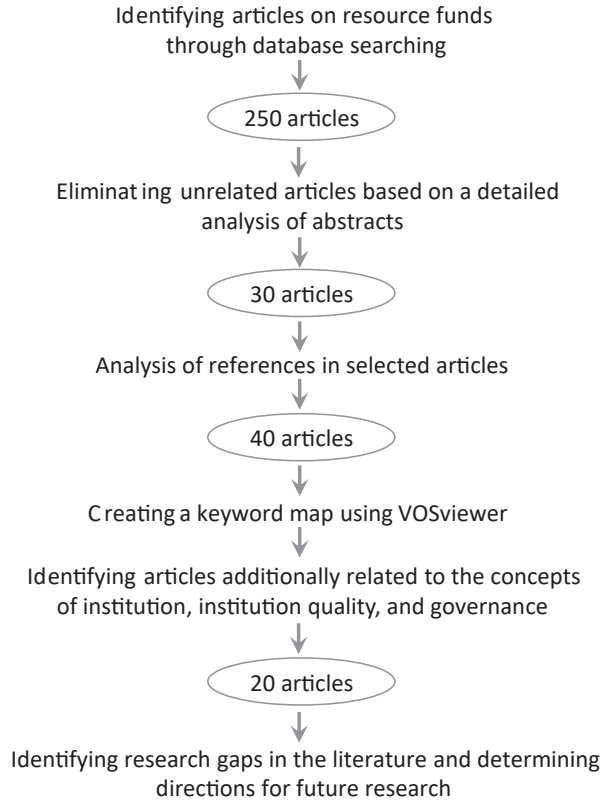 Identifying articles on resource funds
through database searching
250 articles
Eliminating unrelated articles based on a detailed
analysis of abstracts
30 articles
Analysis of references in selected articles
40 articles
Creating a keyword map using VOSviewer
Identifying articles additionally related to the concepts
of institution, institution quality, and governance
20 articles
Identifying research gaps in the literature and determining
directions for future research